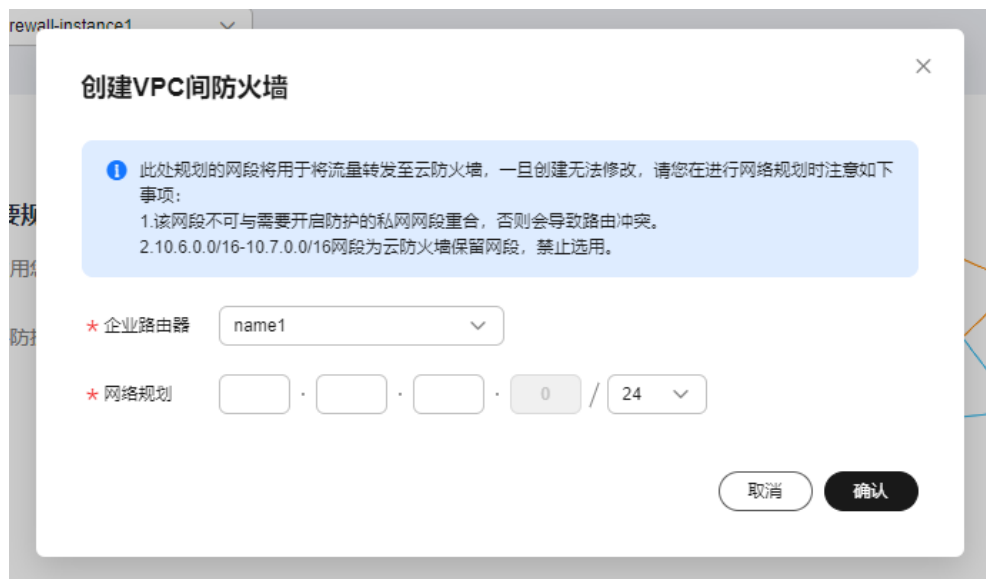 rewall-instance1
创建VPC间防火墙
此处规划的网段将用于将流量转发至云防火墙，一旦创建无法修改，请您在进行网络规划时注意如下
事项：
1.该网段不可与需要开启防护的私网网段重合，否则会导致路由冲突。
2.10.6.0.0/16-10.7.0.0/16网段为云防火墙保留网段，禁止选用。
要规
用您
防护
* 企业路由器 name1
* 网络规划 . . . 0 / 24
取消 确认